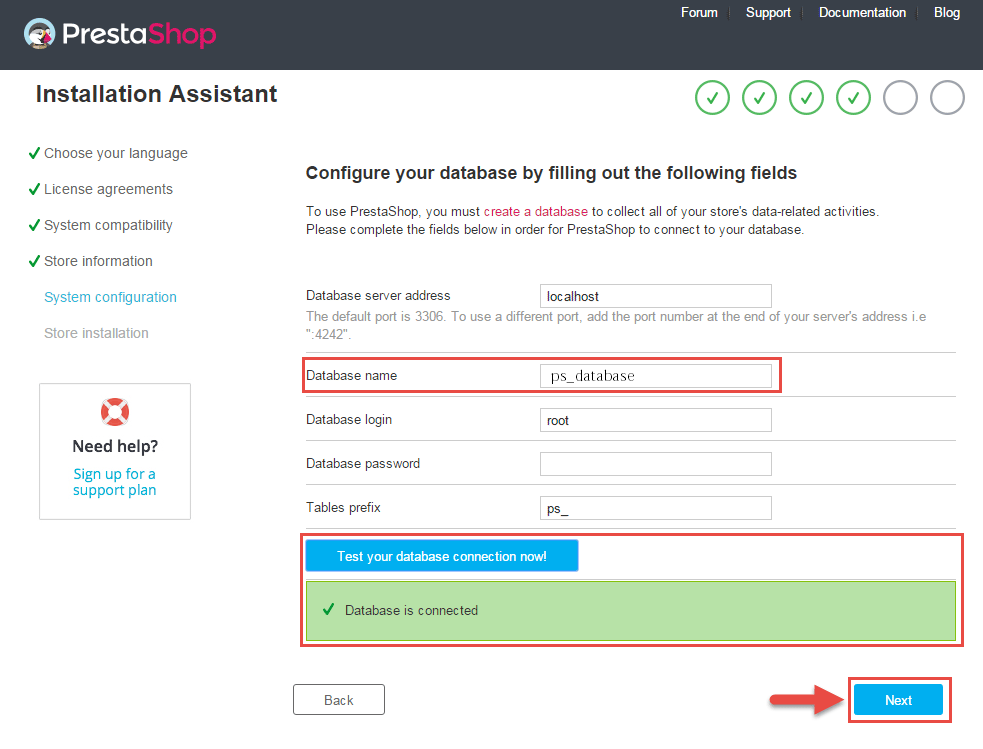 Forum Support Documentation Blog
PrestaShop
Installation Assistant
Choose your language
License agreements
System compatibility
Store information
System configuration
Store installation
Need help?
Sign up for a
support plan
Configure your database by filling out the following fields
To use PrestaShop, you must create a database to collect all of your store's data-related activities.
Please complete the fields below in order for PrestaShop to connect to your database.
Database server address localhost
The default port is 3306. To use a different port, add the port number at the end of your server's address i.e
":4242".
Database name ps_database
Database login root
Database password
Tables prefix ps_
Test your database connection now!
Database is connected
Back Next